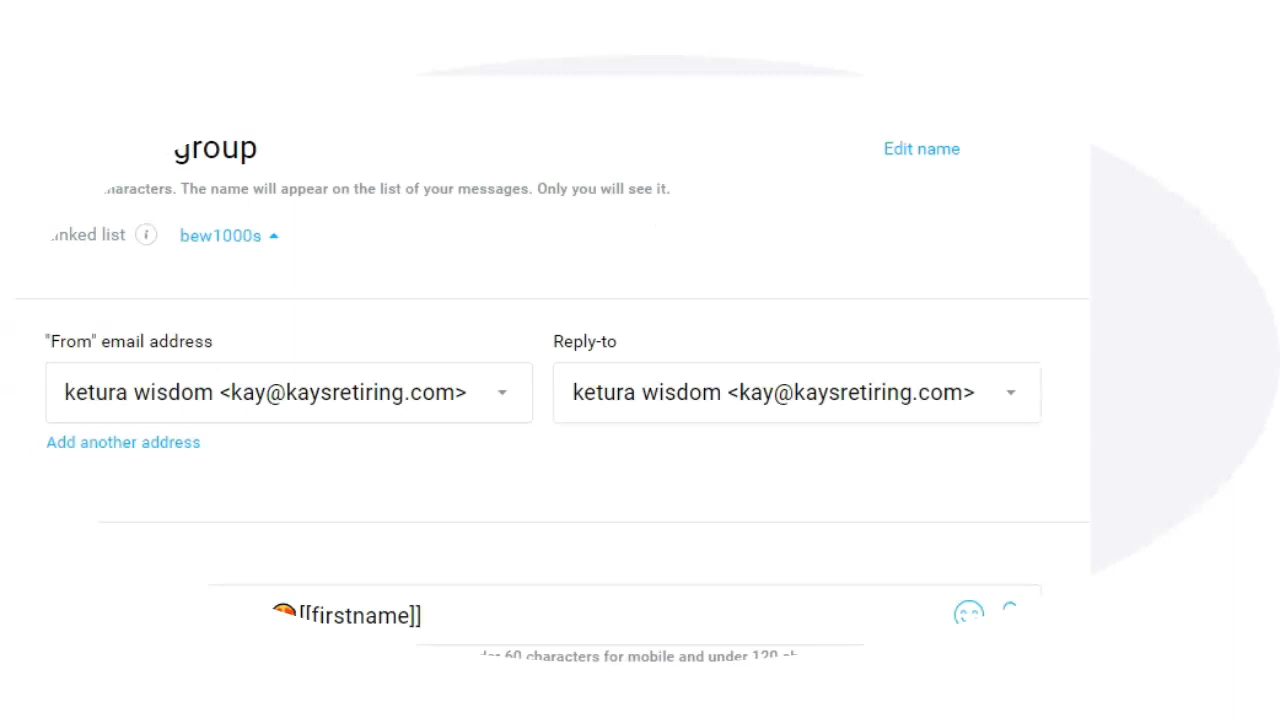 group Edit name
The name will appear on the list of your messages. Only you will see it.
list i bew1000s
"From" email address Reply-to
ketura wisdom <kay@kaysretiring.com> ketura wisdom <kay@kaysretiring.com>
Add another address
[[firstname]]
60 characters for mobile and under 120